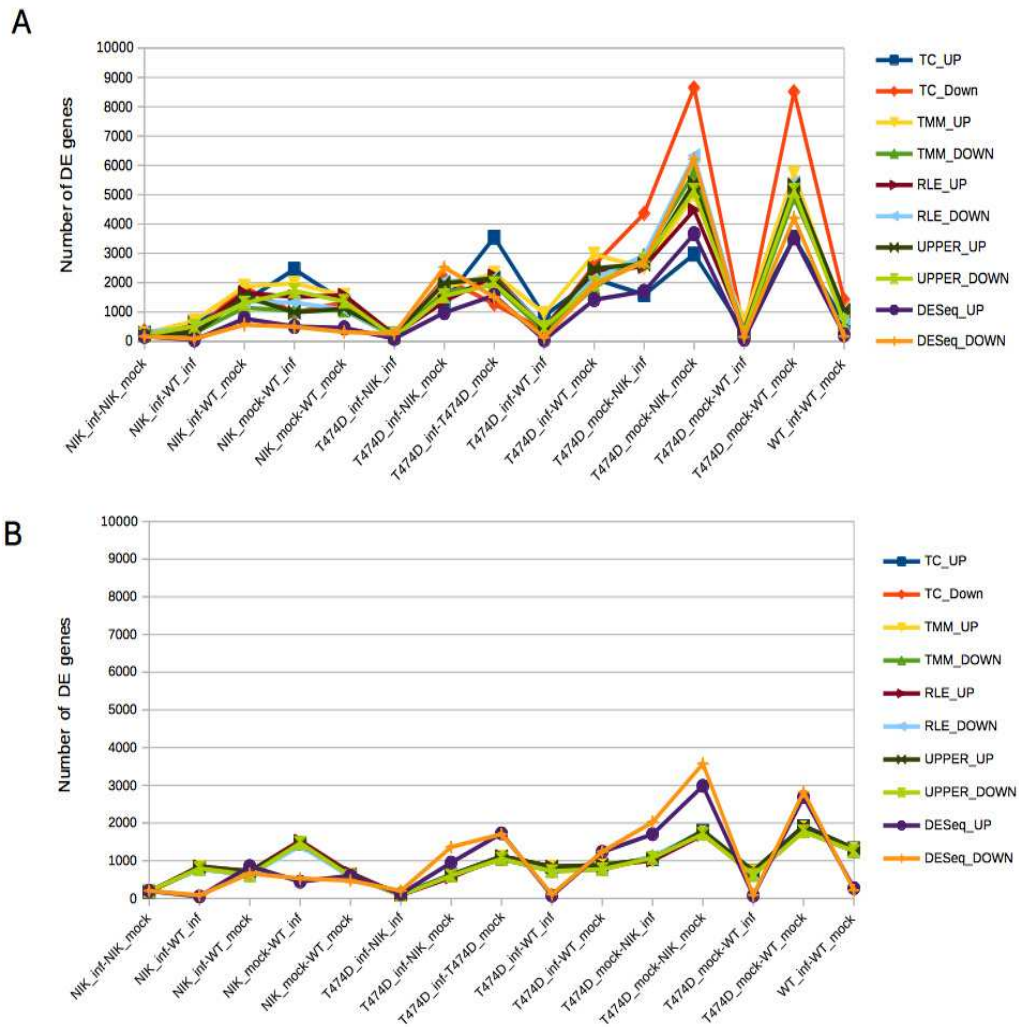 A
Number of DE genes
10000
9000
8000
7000
6000
5000
4000
3000
2000
1000
0
NIK_inf-NIK_mock
NIK_inf-WT_inf
NIK_inf-WT_mock
NIK_mock-WT_inf
NIK_mock-WT_mock
T474D_inf-NIK_inf
T474D_inf-NIK_mock
T474D_inf-T474D_mock
T474D_inf-WT_inf
T474D_inf-WT_mock
T474D_mock-NIK_inf
T474D_mock-NIK_mock
T474D_mock-WT_inf
T474D_mock-WT_mock
WT_inf-WT_mock
TC_UP
TC_Down
TMM_UP
TMM_DOWN
RLE_UP
RLE_DOWN
UPPER_UP
UPPER_DOWN
DESeq_UP
DESeq_DOWN
B
Number of DE genes
10000
9000
8000
7000
6000
5000
4000
3000
2000
1000
0
NIK_inf-NIK_mock
NIK_inf-WT_inf
NIK_inf-WT_mock
NIK_mock-WT_inf
NIK_mock-WT_mock
T474D_inf-NIK_inf
T474D_inf-NIK_mock
T474D_inf-T474D_mock
T474D_inf-WT_inf
T474D_inf-WT_mock
T474D_mock-NIK_inf
T474D_mock-NIK_mock
T474D_mock-WT_inf
T474D_mock-WT_mock
WT_inf-WT_mock
TC_UP
TC_Down
TMM_UP
TMM_DOWN
RLE_UP
RLE_DOWN
UPPER_UP
UPPER_DOWN
DESeq_UP
DESeq_DOWN